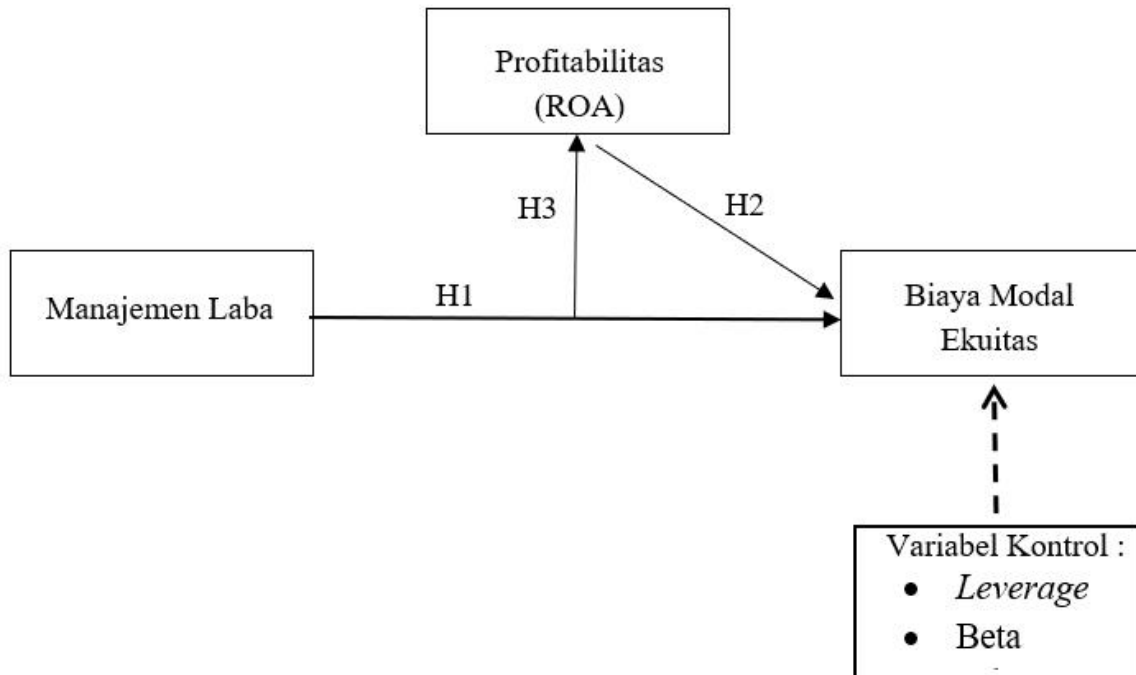 Profitabilitas
(ROA)
H3
H2
Manajemen Laba
H1
Biaya Modal
Ekuitas
Variabel Kontrol :
● Leverage
● Beta